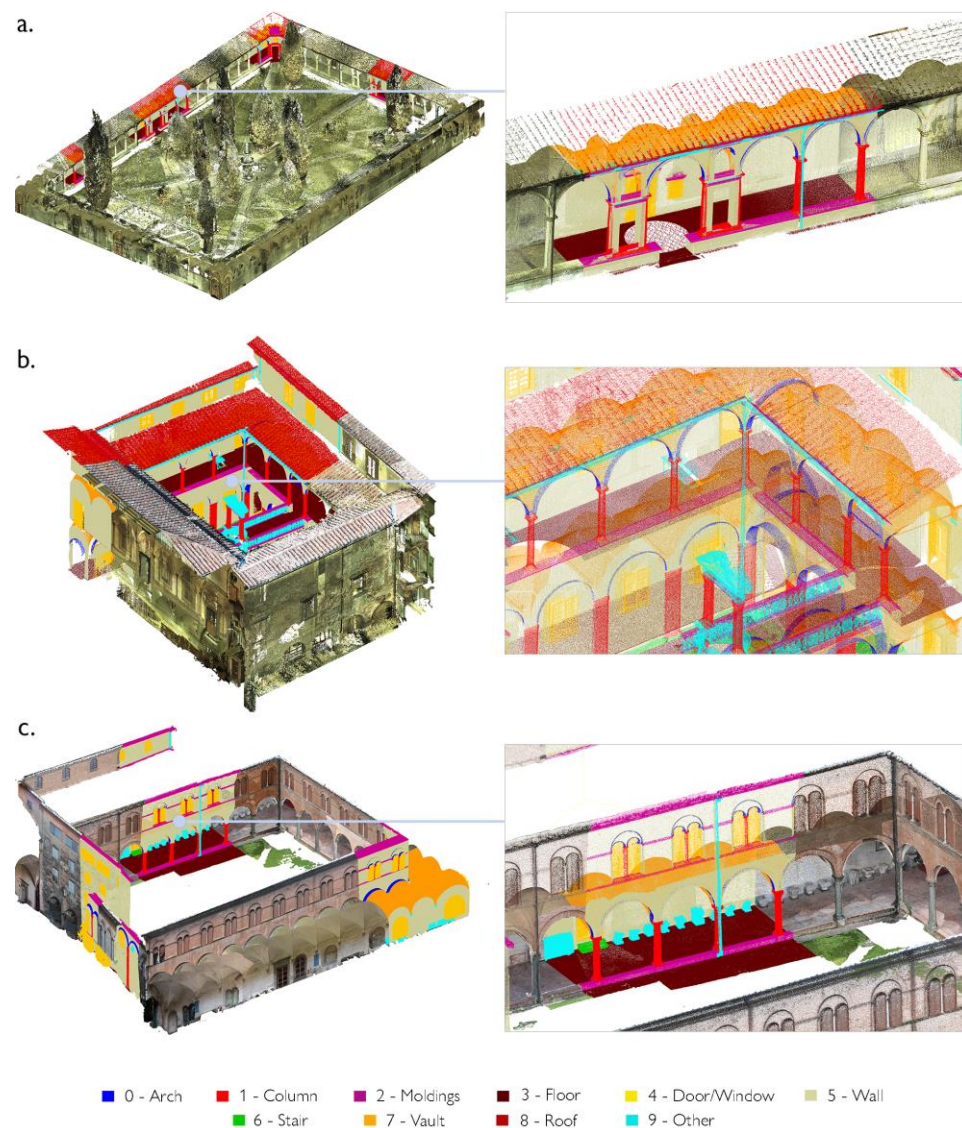 a.
b.
c.
0 - Arch 1 - Column 2 - Moldings 3 - Floor 4 - Door/Window 5 - Wall
6 - Stair 7 - Vault 8 - Roof 9 - Other